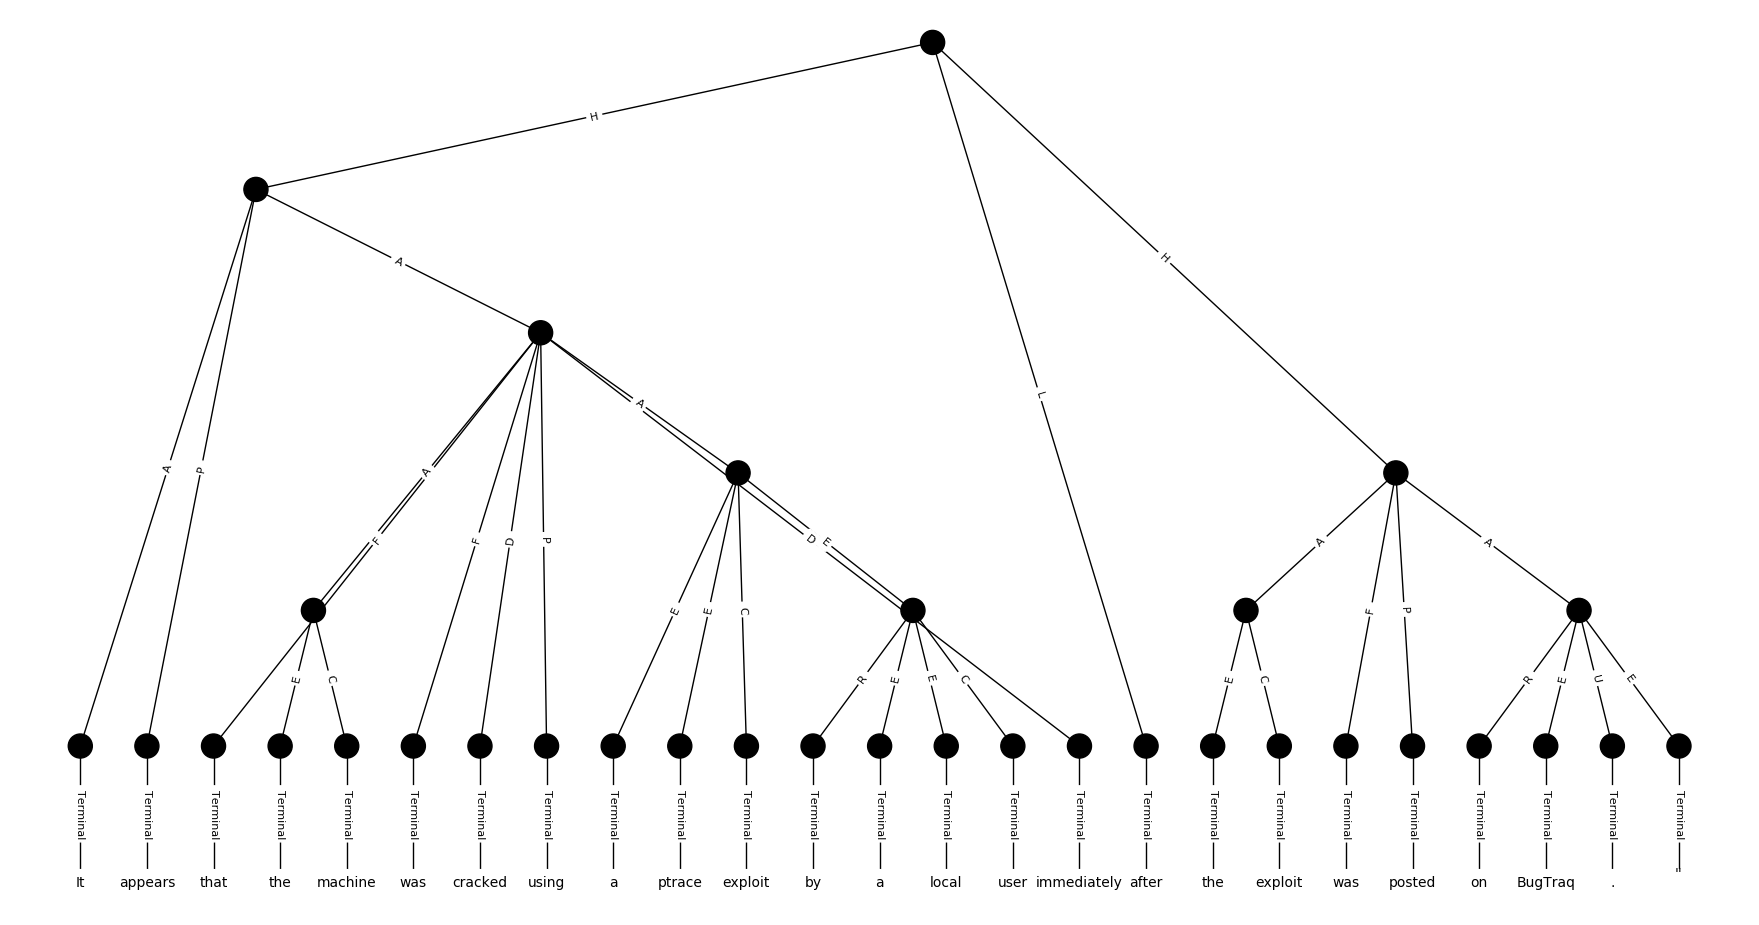 H
A
H
A
L
A
A
P
A
F
F
D
P
D
E
A
A
E
E
C
F
P
E
C
R
E
E
C
E
C
R
E
U
E
Terminal Terminal Terminal Terminal Terminal Terminal Terminal Terminal Terminal Terminal Terminal Terminal Terminal Terminal Terminal Terminal Terminal Terminal Terminal Terminal Terminal Terminal Terminal Terminal Terminal
It appears that the machine was cracked using a ptrace exploit by a local user immediately after the exploit was posted on BugTraq . "